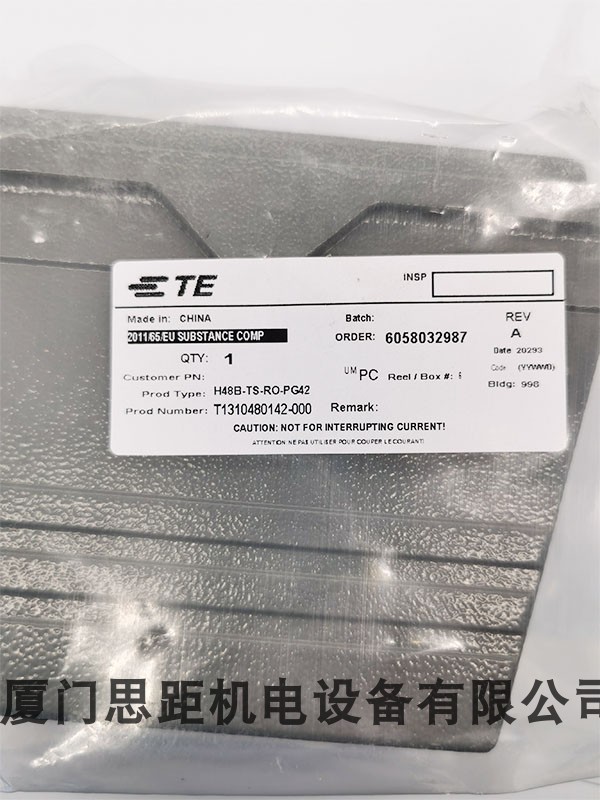 TE
INSP
Made in: CHINA
Batch:
REV
2011/65/EU SUBSTANCE COMP
ORDER: 6058032987
A
QTY: 1
Date 20293
Customer PN:
UM PC
Reel / Box #:
Code (YYWWD)
Prod Type: H48B-TS-RO-PG42
Bldg: 998
Prod Number: T1310480142-000
Remark:
CAUTION: NOT FOR INTERRUPTING CURRENT!
ATTENTION NE PAS UTILISER POUR COUPER LE COURANT!
厦门思距机电设备有限公司